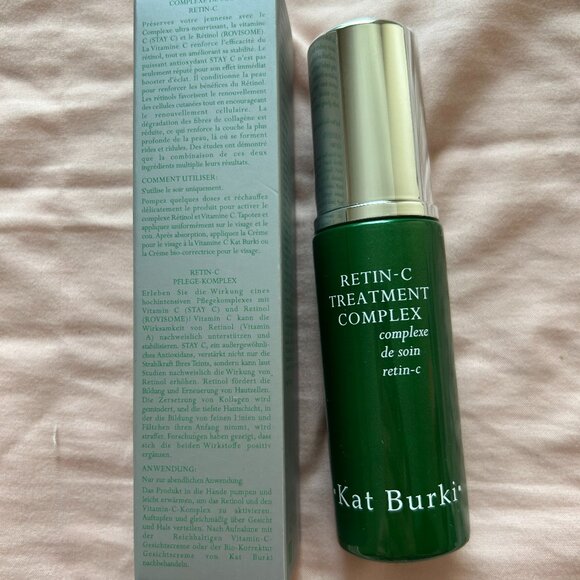 COMPLEXE DE SOIN
RETIN-C
Préservez votre jeunesse avec le
Complexe ultra-nourrissant, la vitamine
C (STAY C) et le Rétinol (ROVISOME).
La Vitamine C renforce l'efficacité du
rétinol, tout en améliorant sa stabilité. Le
puissant antioxydant STAY C n'est pas
seulement réputé pour son effet immédiat
booster d'éclat. Il conditionne la peau
pour renforcer les bénéfices du Rétinol.
Les rétinols favorisent le renouvellement
des cellules cutanées tout en encourageant
le renouvellement cellulaire. La
dégradation des fibres de collagène est
réduite, ce qui renforce la couche la plus
profonde de la peau, là où se forment
les rides et ridules. Des études ont démontré
que la combinaison de ces deux
ingrédients multiplie leurs résultats.
COMMENT UTILISER:
S'utilise le soir uniquement.
Pompez quelques doses et réchauffez
délicatement le produit pour activer le
complexe Rétinol et Vitamine C. Tapotez et
appliquez uniformément sur le visage et le
cou. Après absorption, appliquez la Crème
pour le visage à la Vitamine C Kat Burki ou
la Crème bio-correctrice pour le visage.
RETIN-C
PFLEGE-KOMPLEX
Erleben Sie die Wirkung eines
hochintensiven Pflegekomplexes mit
Vitamin C (STAY C) und Retinol
(ROVISOME)! Vitamin C kann die
Wirksamkeit von Retinol (Vitamin
A) nachweislich unterstützen und
stabilisieren. STAY C, ein außergewöhnli-
ches Antioxidans, verstärkt nicht nur die
Strahlkraft Ihres Teints, sondern kann laut
Studien nachweislich die Wirkung von
Retinol erhöhen. Retinol fördert die
Bildung und Erneuerung von Hautzellen.
Die Zersetzung von Kollagen wird
gemindert, und die tiefste Hautschicht, in
der die Bildung von feinen Linien und
Fältchen ihren Anfang nimmt, wird
straffer. Forschungen haben gezeigt, dass
sich die beiden Wirkstoffe positiv
ergänzen.
ANWENDUNG:
Nur zur abendlichen Anwendung.
Das Produkt in die Hände pumpen und
leicht erwärmen, um das Retinol und den
Vitamin-C-Komplex zu aktivieren.
Auftupfen und gleichmäßig über Gesicht
und Hals verteilen. Nach Aufnahme mit
der Reichhaltigen Vitamin-C-
Gesichtscreme oder der Bio-Korrektur
Gesichtscreme von Kat Burki
nachbehandeln.
RETIN-C
TREATMENT
COMPLEX
complexe
de soin
retin-c
·Kat Burki·